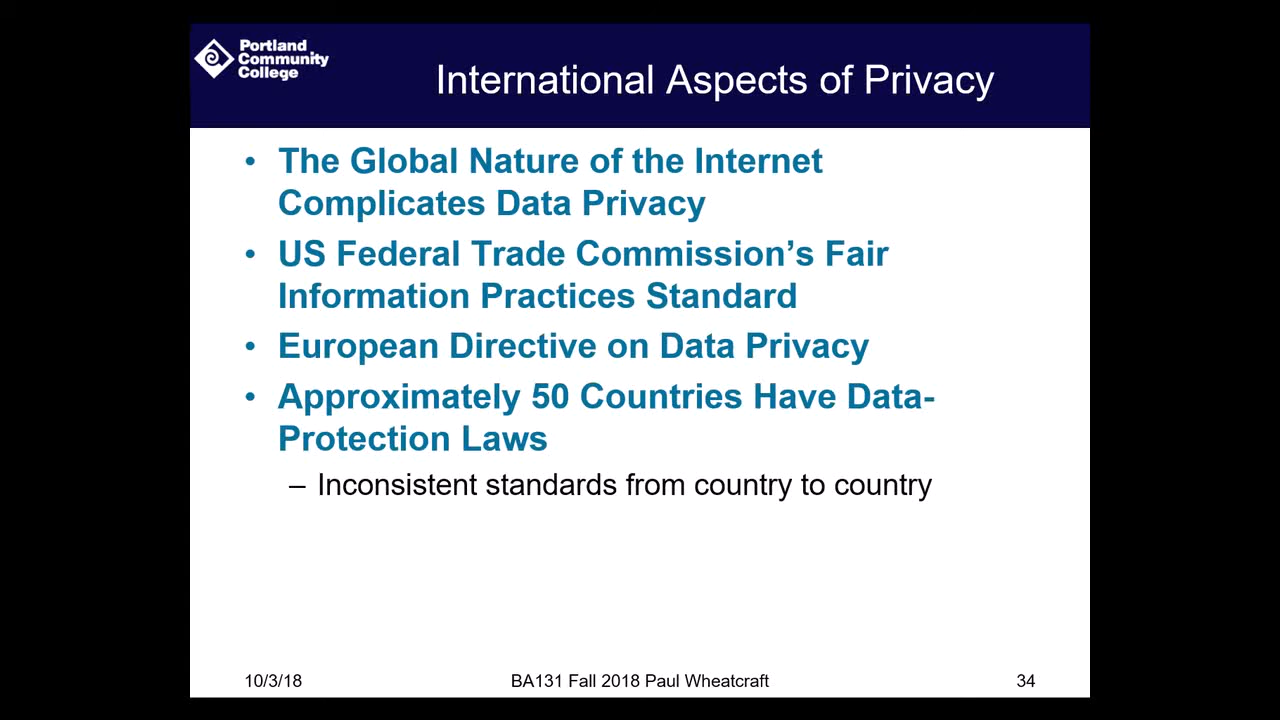 Portland
Community
College
International Aspects of Privacy
• The Global Nature of the Internet
Complicates Data Privacy
• US Federal Trade Commission’s Fair
Information Practices Standard
• European Directive on Data Privacy
• Approximately 50 Countries Have Data-
Protection Laws
– Inconsistent standards from country to country
10/3/18 BA131 Fall 2018 Paul Wheatcraft 34